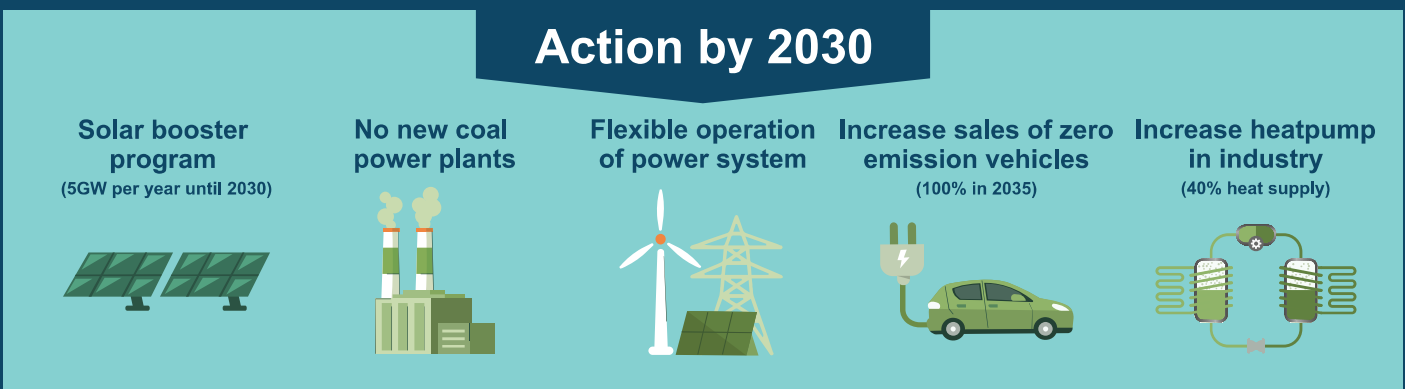 Action by 2030
Solar booster
program
(5GW per year until 2030)
No new coal
power plants
Flexible operation
of power system
Increase sales of zero
emission vehicles
(100% in 2035)
Increase heatpump
in industry
(40% heat supply)